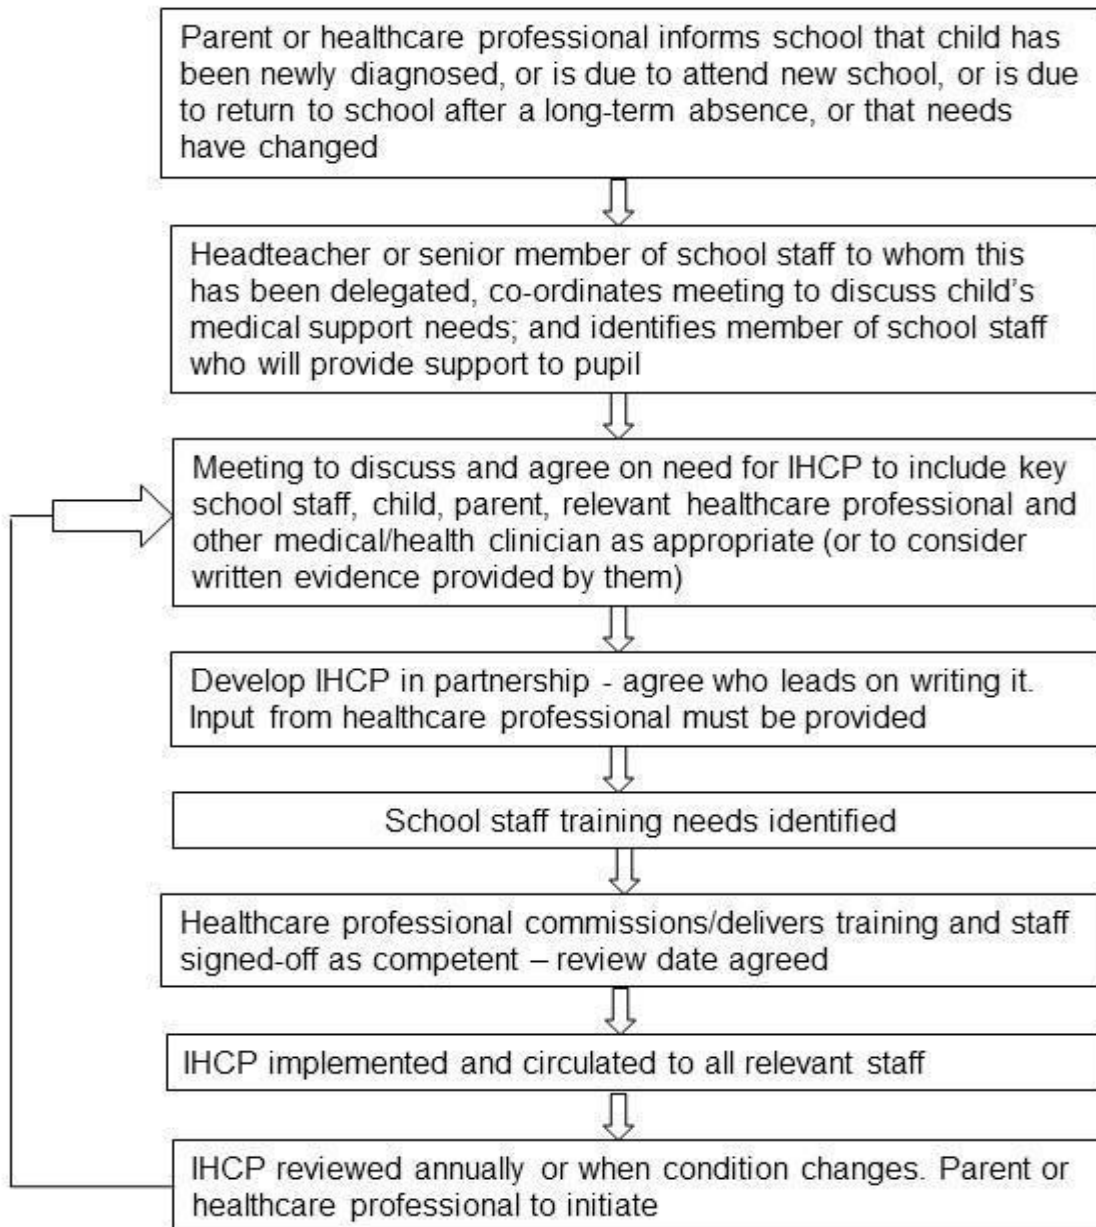 Parent or healthcare professional informs school that child has
been newly diagnosed, or is due to attend new school, or is due
to return to school after a long-term absence, or that needs
have changed
Headteacher or senior member of school staff to whom this
has been delegated, co-ordinates meeting to discuss child's
medical support needs; and identifies member of school staff
who will provide support to pupil
Meeting to discuss and agree on need for IHCP to include key
school staff, child, parent, relevant healthcare professional and
other medical/health clinician as appropriate (or to consider
written evidence provided by them)
Develop IHCP in partnership - agree who leads on writing it.
Input from healthcare professional must be provided
School staff training needs identified
Healthcare professional commissions/delivers training and staff
signed-off as competent – review date agreed
IHCP implemented and circulated to all relevant staff
IHCP reviewed annually or when condition changes. Parent or
healthcare professional to initiate